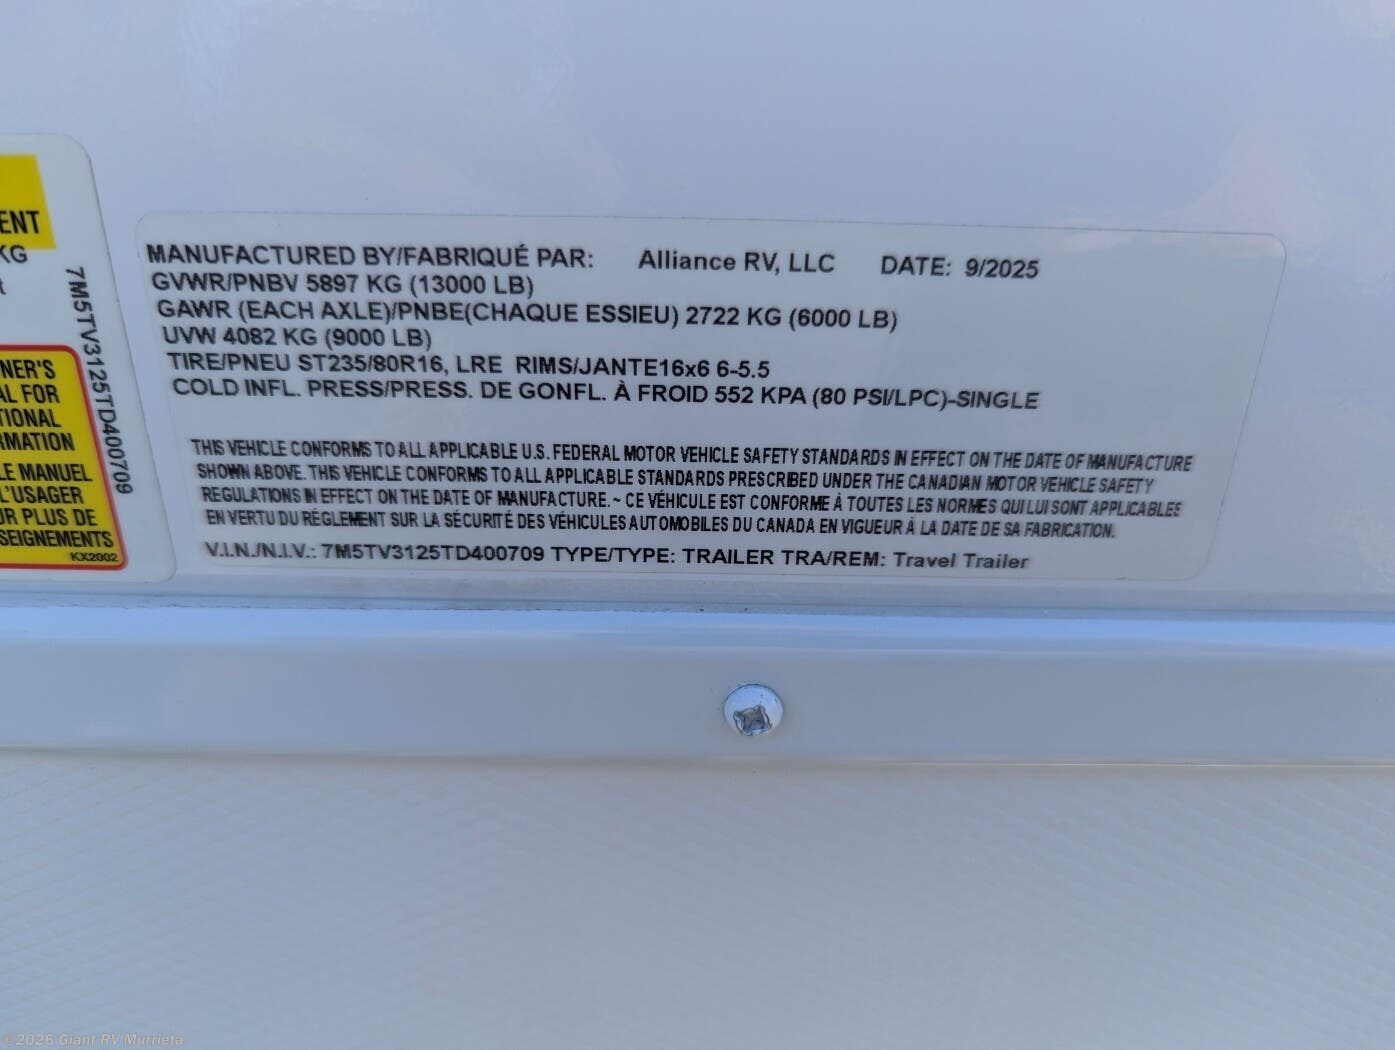 ENT
KG
t
NER'S
AL FOR
TIONAL
RMATION
LE MANUEL
L'USAGER
UR PLUS DE
SEIGNEMENTS
KX2002
7M5TV3125TD400709
MANUFACTURED BY/FABRIQUÉ PAR: Alliance RV, LLC DATE: 9/2025
GVWR/PNBV 5897 KG (13000 LB)
GAWR (EACH AXLE)/PNBE(CHAQUE ESSIEU) 2722 KG (6000 LB)
UVW 4082 KG (9000 LB)
TIRE/PNEU ST235/80R16, LRE RIMS/JANTE16x6 6-5.5
COLD INFL. PRESS/PRESS. DE GONFL. À FROID 552 KPA (80 PSI/LPC)-SINGLE
THIS VEHICLE CONFORMS TO ALL APPLICABLE U.S. FEDERAL MOTOR VEHICLE SAFETY STANDARDS IN EFFECT ON THE DATE OF MANUFACTURE
SHOWN ABOVE. THIS VEHICLE CONFORMS TO ALL APPLICABLE STANDARDS PRESCRIBED UNDER THE CANADIAN MOTOR VEHICLE SAFETY
REGULATIONS IN EFFECT ON THE DATE OF MANUFACTURE. ~ CE VÉHICULE EST CONFORME À TOUTES LES NORMES QUI LUI SONT APPLICABLES
EN VERTU DU RÉGLEMENT SUR LA SÉCURITÉ DES VÉHICULES AUTOMOBILES DU CANADA EN VIGUEUR À LA DATE DE SA FABRICATION.
V.I.N./N.I.V.: 7M5TV3125TD400709 TYPE/TYPE: TRAILER TRA/REM: Travel Trailer
©2026 Giant RV Murrieta